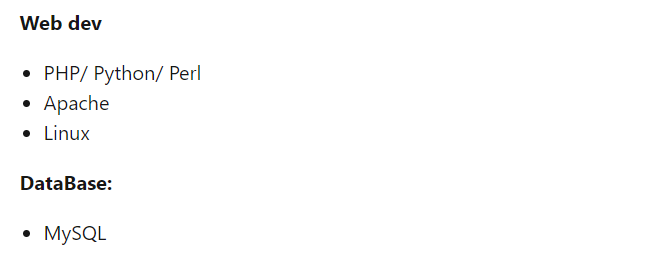 Web dev
• PHP/ Python/ Perl
• Apache
• Linux
DataBase:
• MySQL